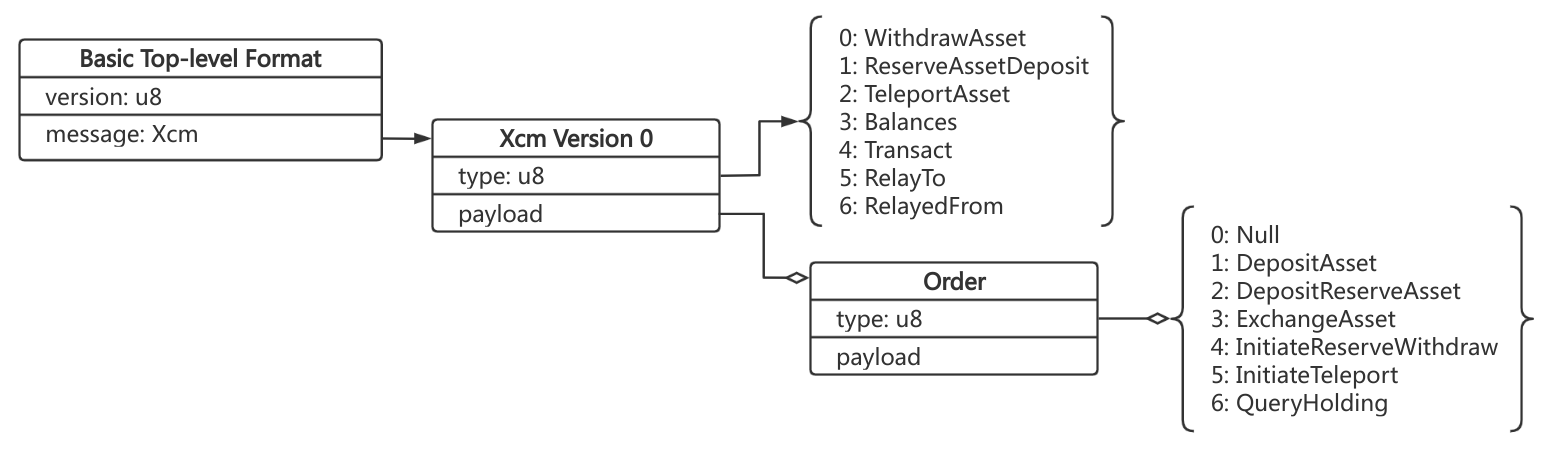 Basic Top-level Format
version: u8
message: Xcm
Xcm Version 0
type: u8
payload
0: WithdrawAsset
1: ReserveAssetDeposit
2: TeleportAsset
3: Balances
4: Transact
5: RelayTo
6: RelayedFrom
Order
type: u8
payload
0: Null
1: DepositAsset
2: DepositReserveAsset
3: ExchangeAsset
4: InitiateReserveWithdraw
5: InitiateTeleport
6: QueryHolding